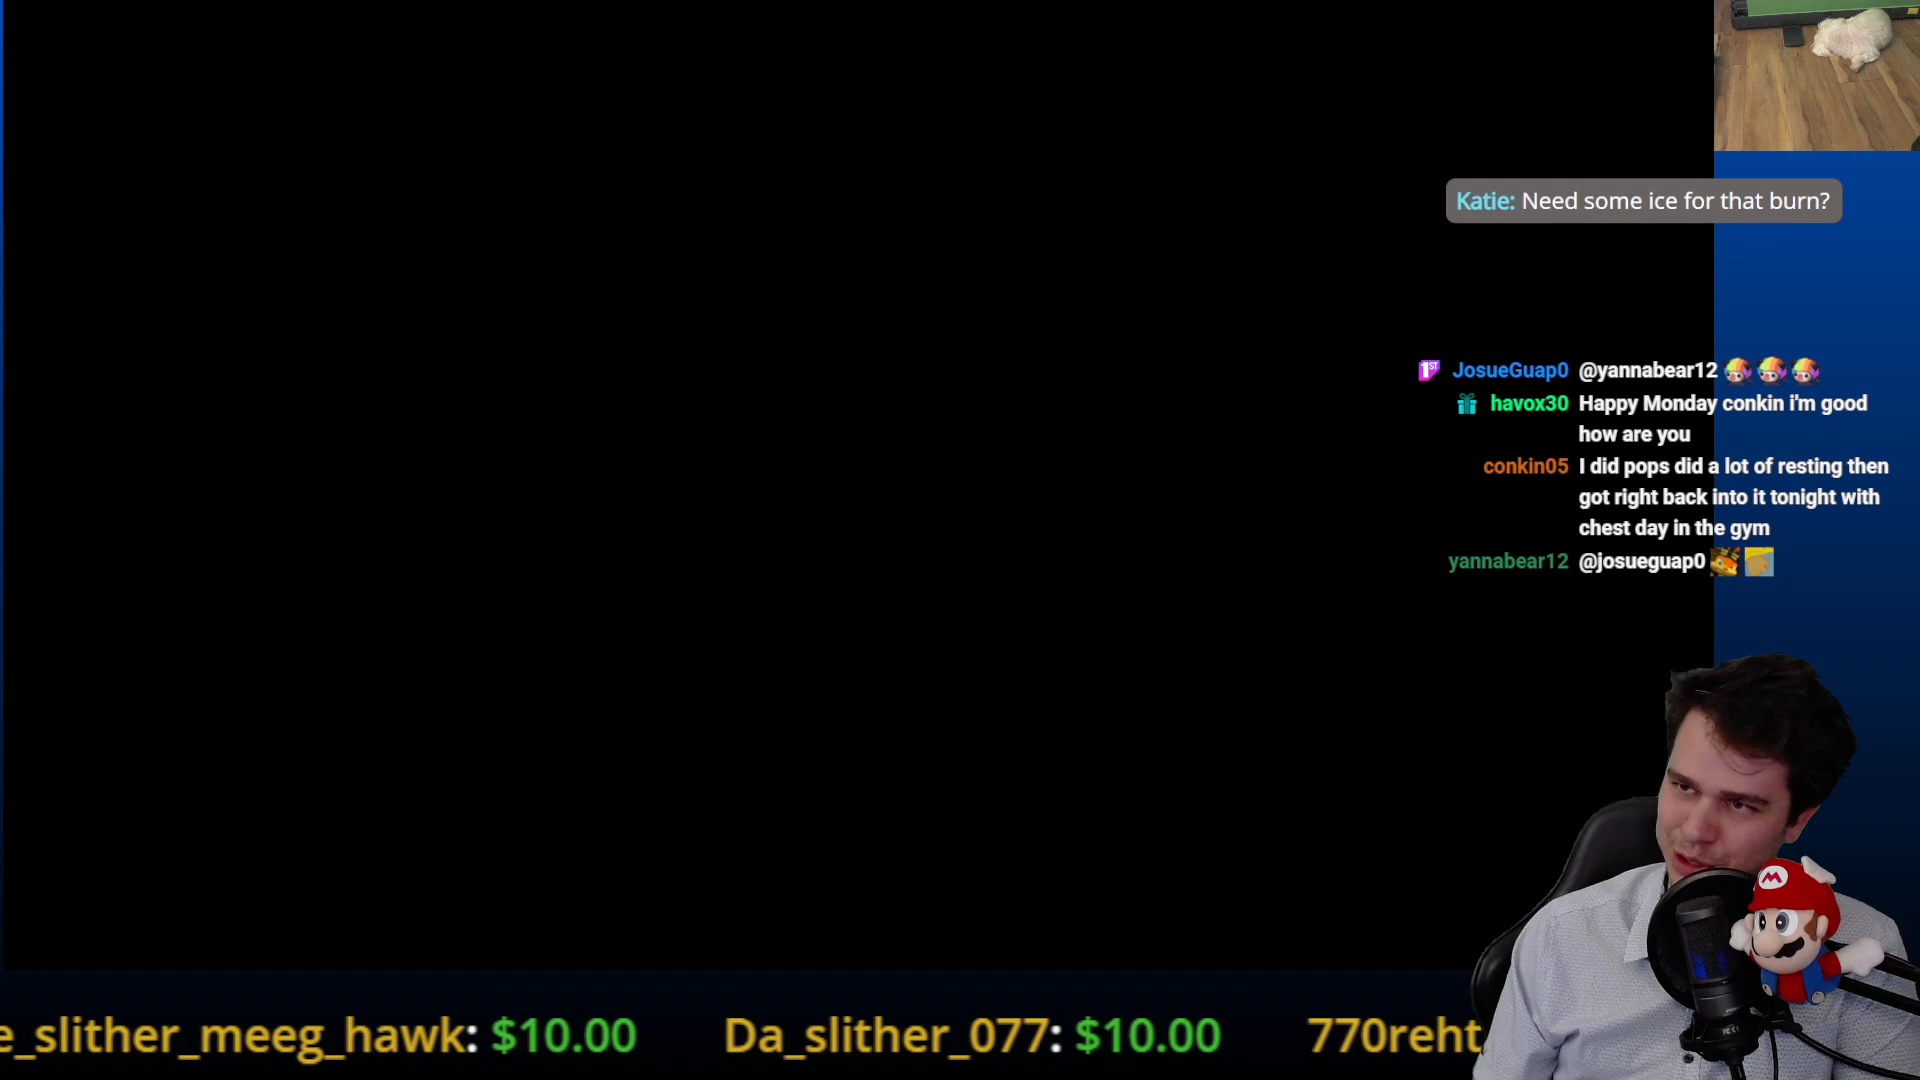 Katie: Need some ice for that burn?
JosueGuap0 @yannabear12
havox30 Happy Monday conkin i'm good
how are you
conkin05 I did pops did a lot of resting then
got right back into it tonight with
chest day in the gym
yannabear12 @josueguap0
e_slither_meeg_hawk: $10.00 Da_slither_077: $10.00 770reht